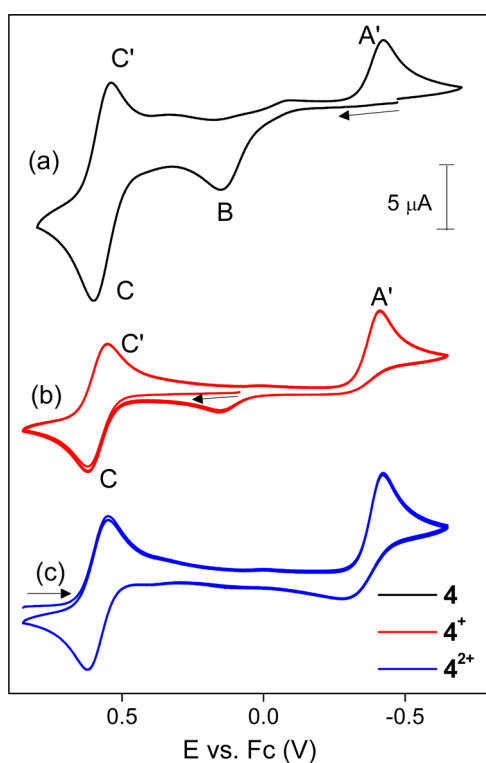 A'
C'
(a)
5 μA
B
C
A'
C'
(b)
C
(c)
4
4+
42+
0.5 0.0 -0.5
E vs. Fc (V)